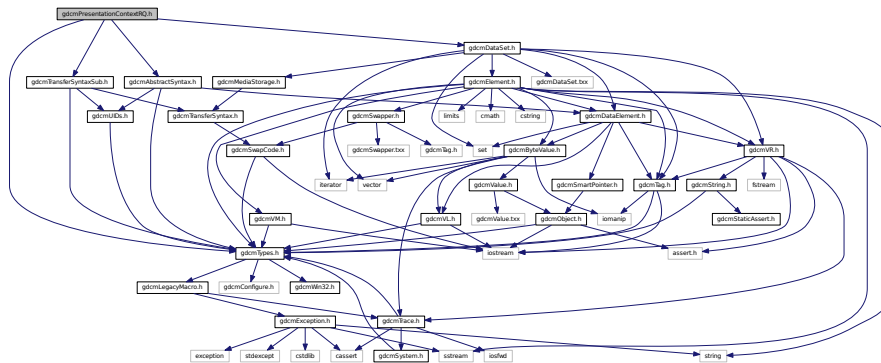 gdcmPresentationContextRQ.h
gdcmDataSet.h
gdcmTransferSyntaxSub.h
gdcmAbstractSyntax.h
gdcmMediaStorage.h
gdcmElement.h
gdcmDataSet.txx
gdcmUIDs.h
gdcmTransferSyntax.h
gdcmSwapper.h
limits
cmath
cstring
gdcmDataElement.h
gdcmSwapCode.h
gdcmSwapper.txx
gdcmTag.h
set
gdcmByteValue.h
gdcmVR.h
iterator
vector
gdcmValue.h
gdcmSmartPointer.h
gdcmTag.h
gdcmString.h
fstream
gdcmVM.h
gdcmVL.h
gdcmValue.txx
gdcmObject.h
iomanip
gdcmStaticAssert.h
gdcmTypes.h
iostream
assert.h
gdcmLegacyMacro.h
gdcmConfigure.h
gdcmWin32.h
gdcmException.h
gdcmTrace.h
exception
stdexcept
cstdlib
cassert
gdcmSystem.h
sstream
iosfwd
string